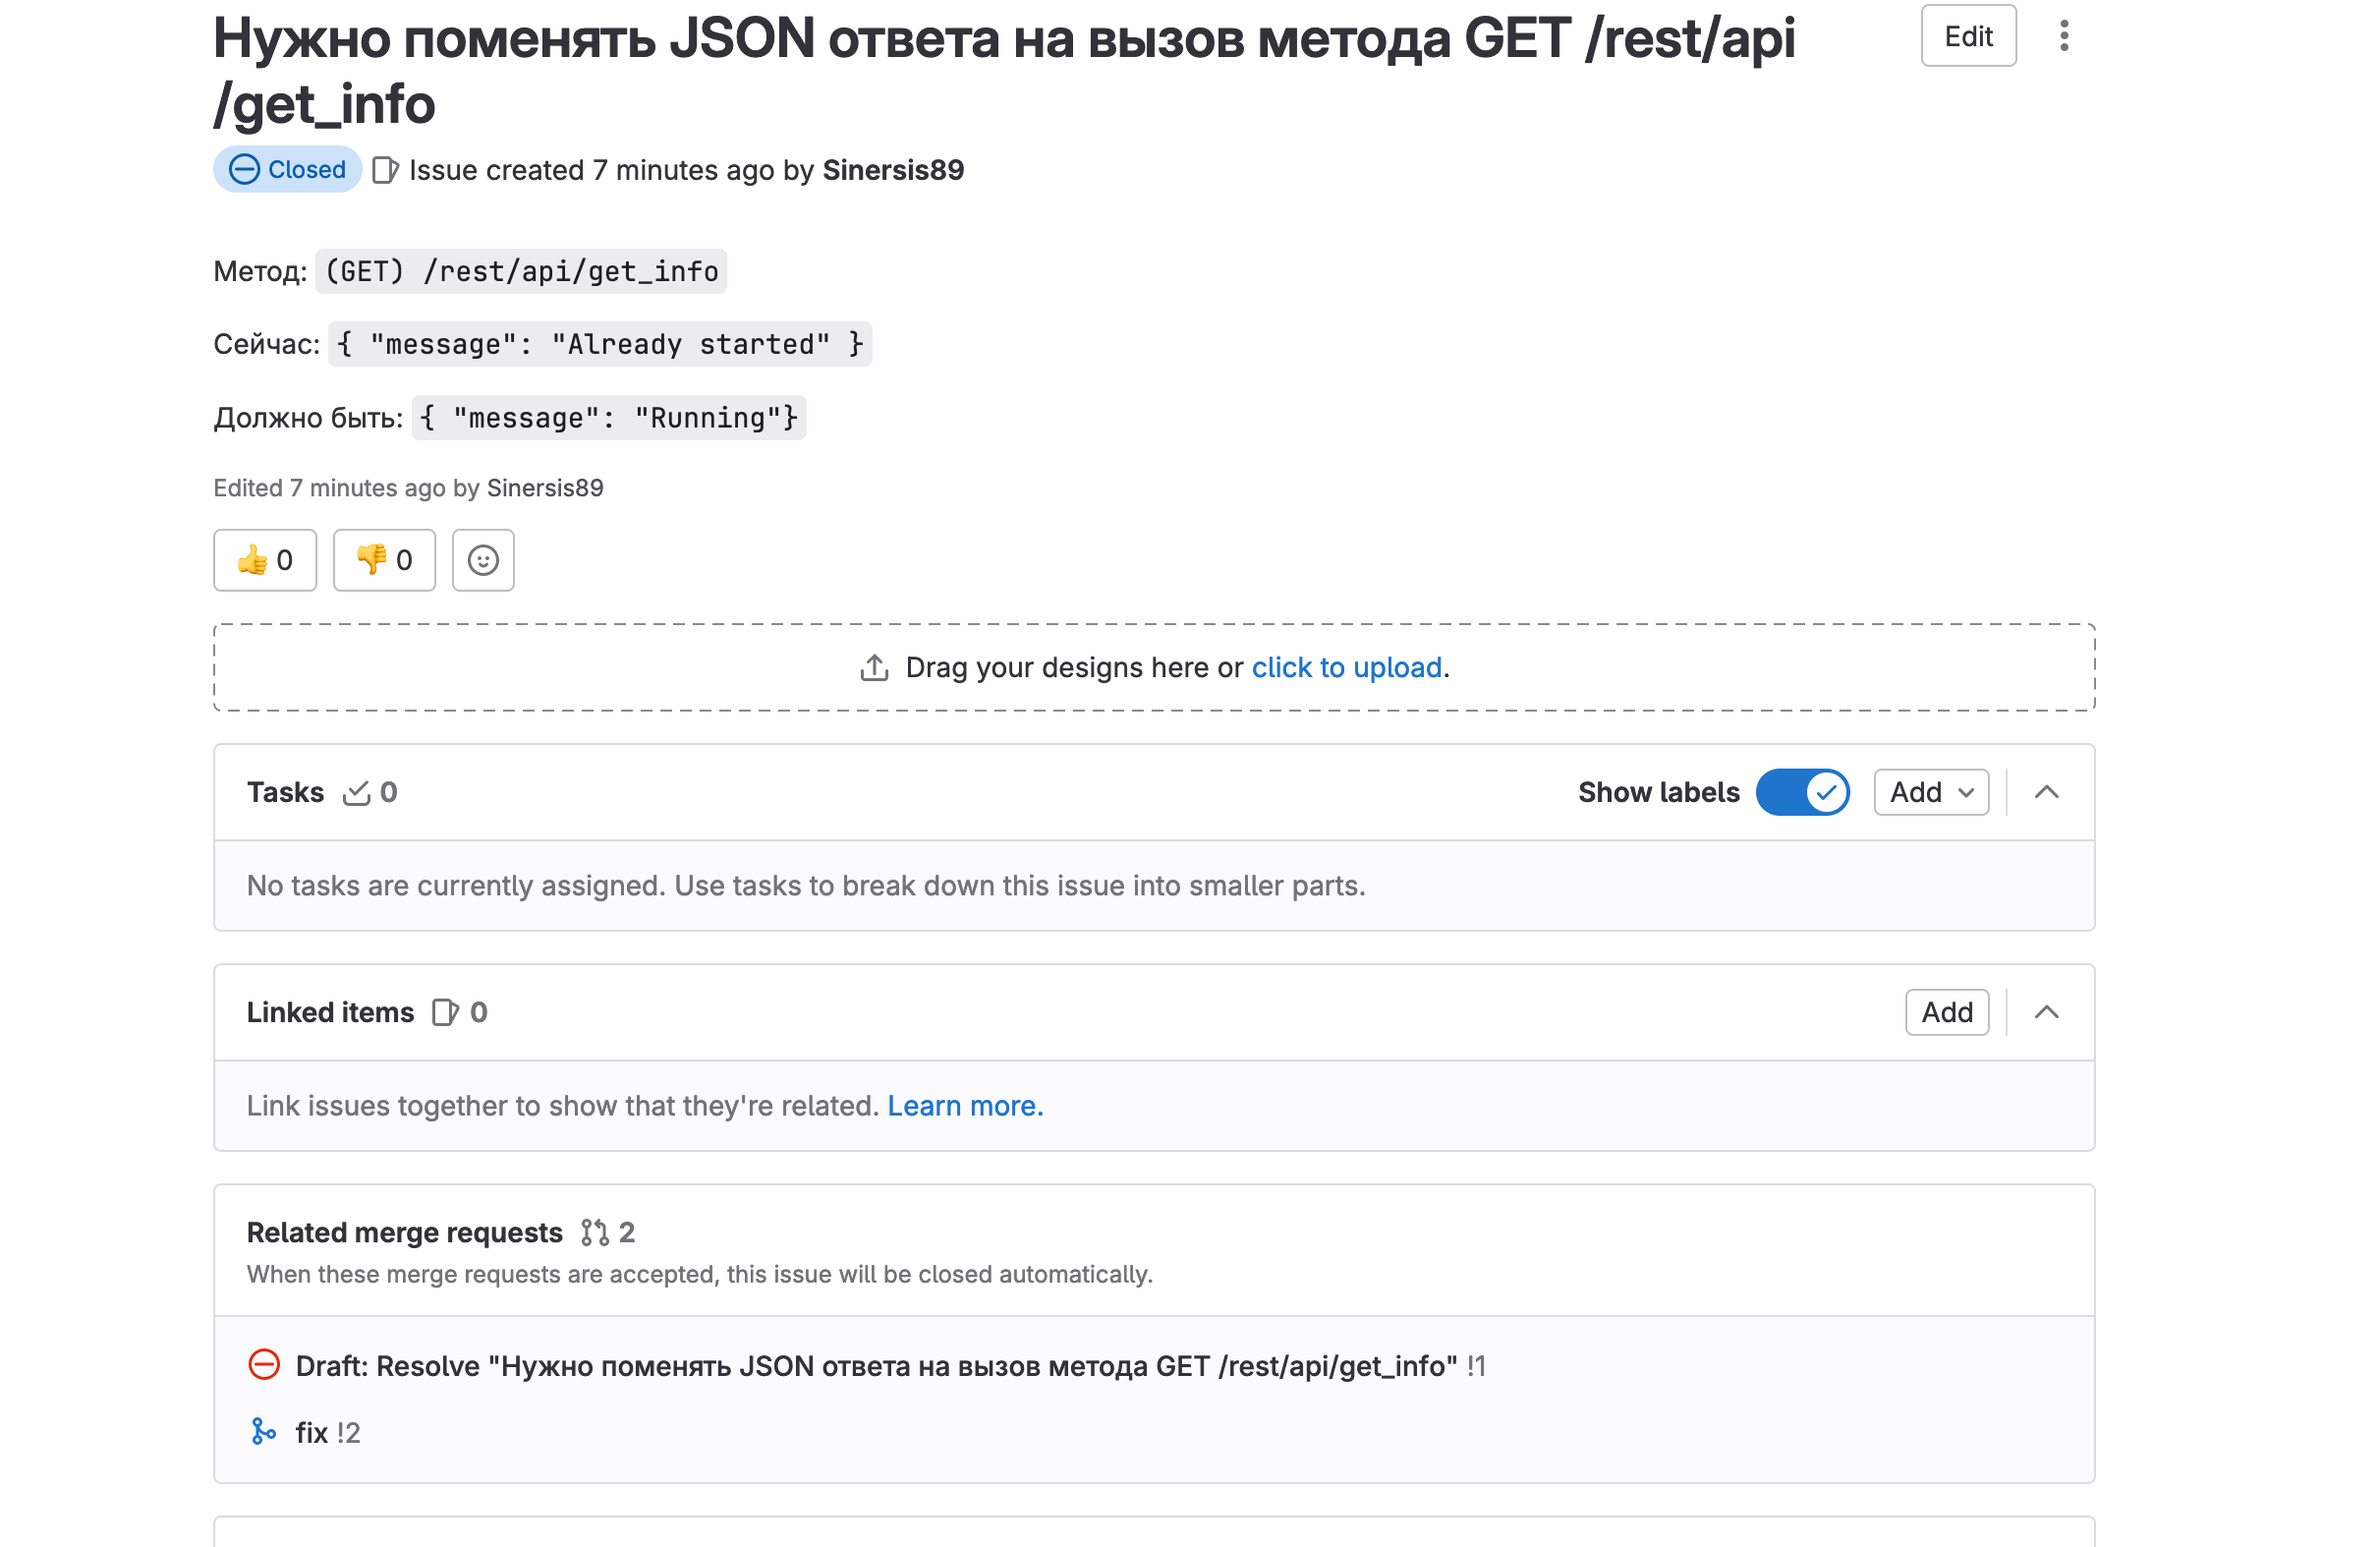 Нужно поменять JSON ответа на вызов метода GET /rest/api
/get_info
Edit
Closed Issue created 7 minutes ago by Sinersis89
Метод: (GET) /rest/api/get_info
Сейчас: { "message": "Already started" }
Должно быть: { "message": "Running"}
Edited 7 minutes ago by Sinersis89
👍 0 👎 0
Drag your designs here or click to upload.
Tasks 0 Show labels Add
No tasks are currently assigned. Use tasks to break down this issue into smaller parts.
Linked items 0 Add
Link issues together to show that they're related. Learn more.
Related merge requests 2
When these merge requests are accepted, this issue will be closed automatically.
Draft: Resolve "Нужно поменять JSON ответа на вызов метода GET /rest/api/get_info" !1
fix !2